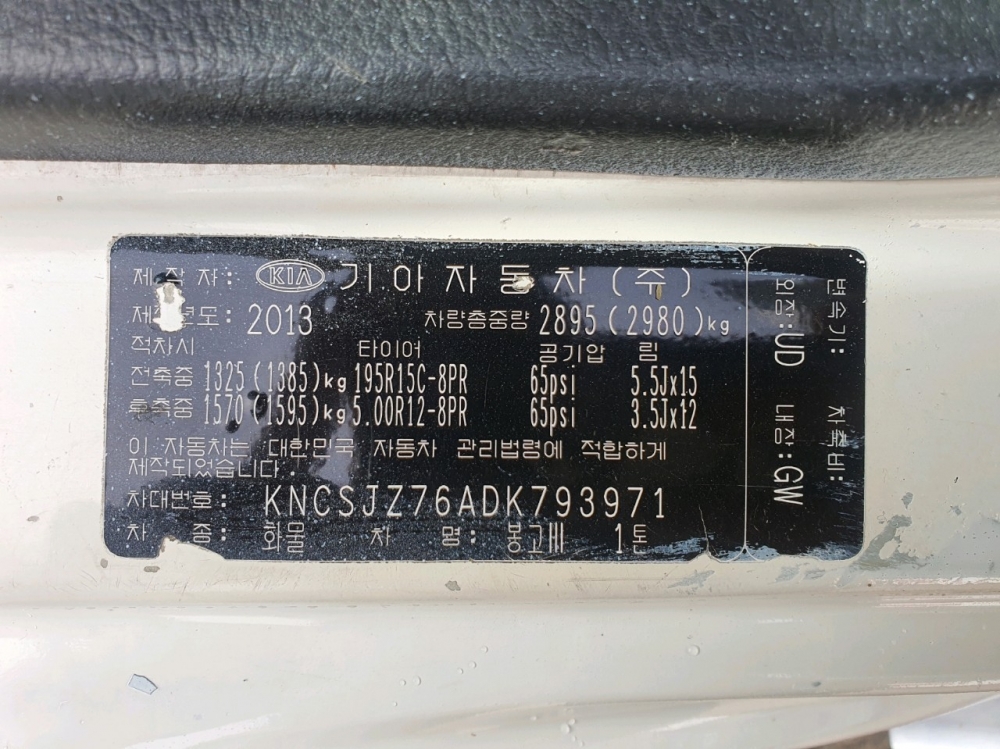 제작자: KIA 기아자동차(주)
제작년도: 2013 차량총중량 2895(2980)kg
적차시 타이어 공기압 림
전축중 1325(1385)kg 195R15C-8PR 65psi 5.5Jx15
후축중 1570(1595)kg 5.00R12-8PR 65psi 3.5Jx12
이 자동차는 대한민국 자동차 관리법령에 적합하게
제작되었습니다.
차대번호: KNCSJZ76ADK793971
차 종: 화물 차 명: 봉고III 1톤
변속기: 차축비:
외장:UD 내장:GW